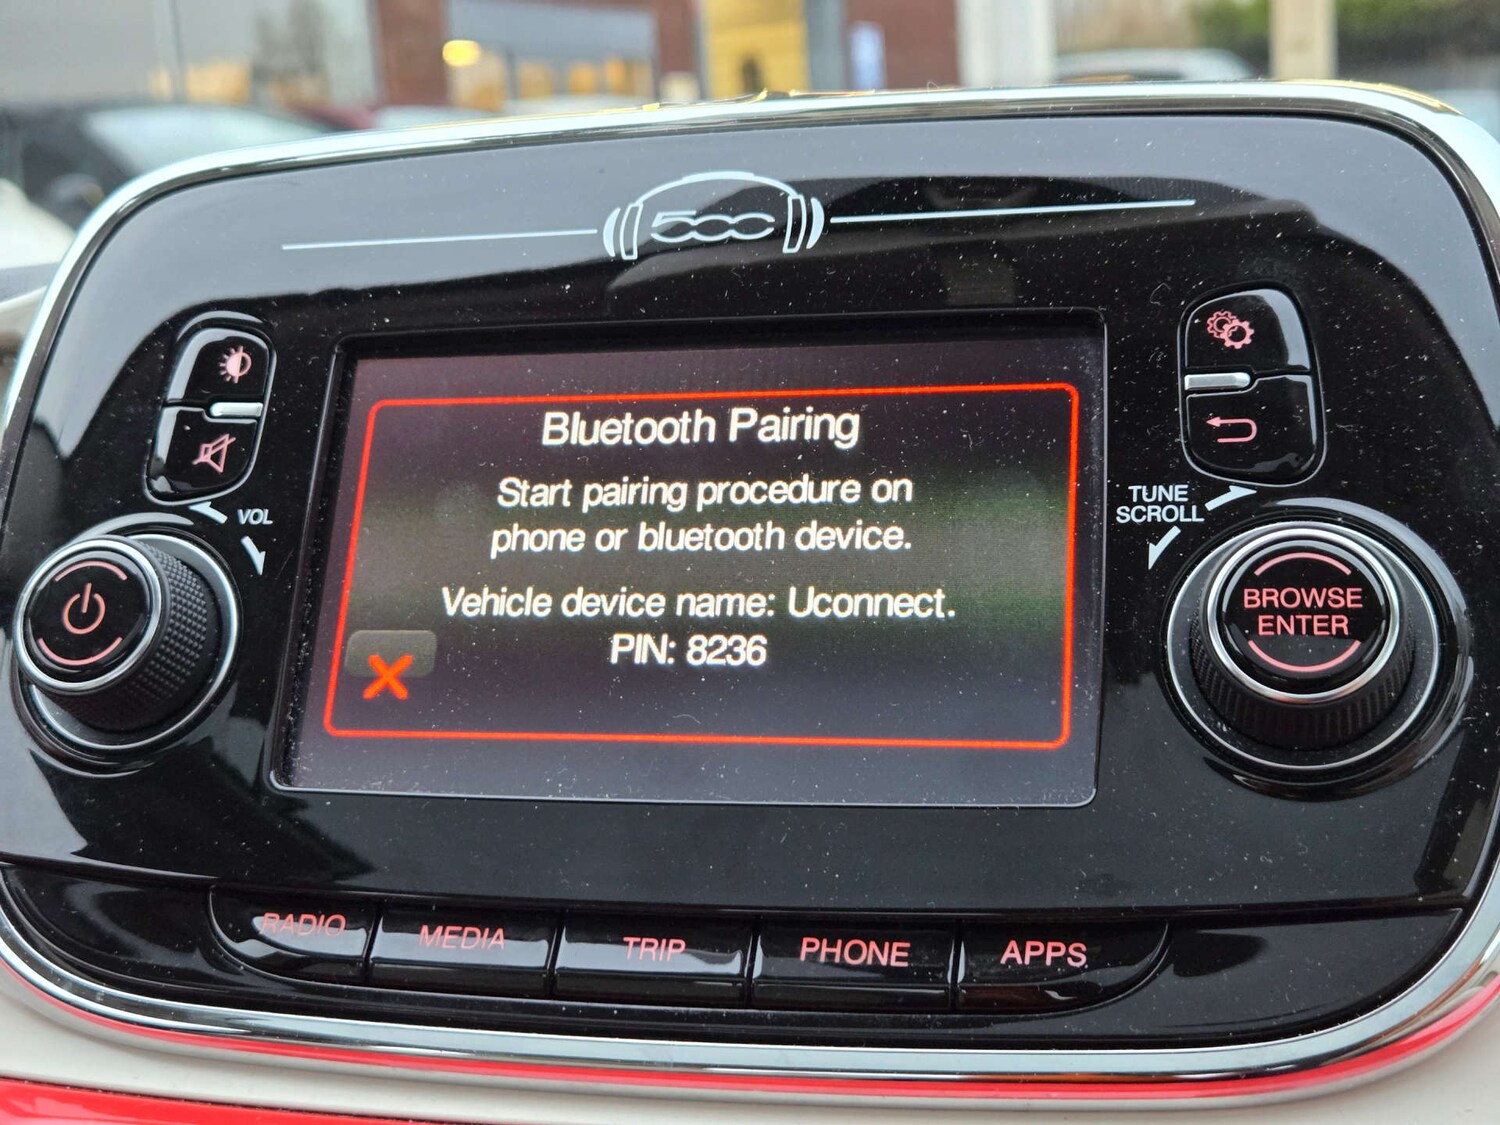 500
Bluetooth Pairing
Start pairing procedure on
phone or bluetooth device.
Vehicle device name: Uconnect.
PIN: 8236
VOL
TUNE
SCROLL
BROWSE
ENTER
RADIO
MEDIA
TRIP
PHONE
APPS